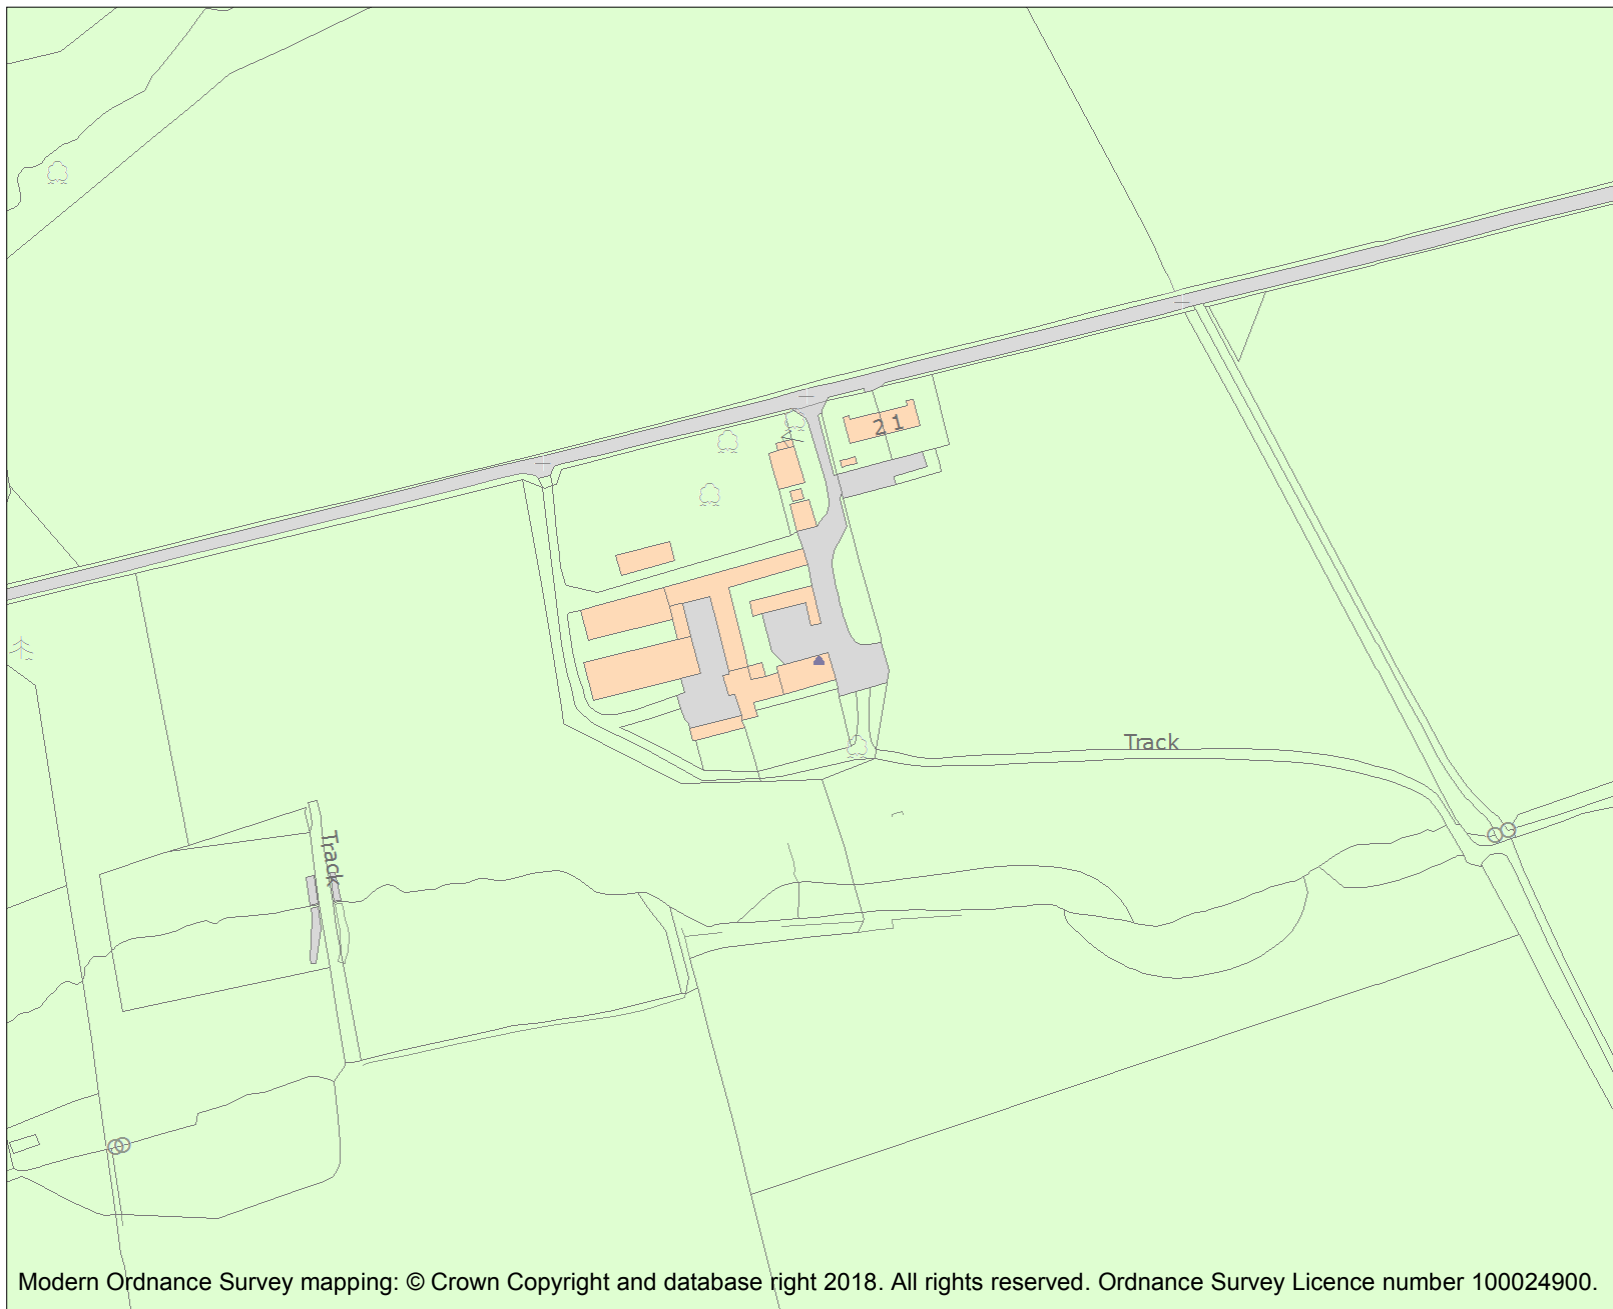 2 1
Track
Track
Modern Ordnance Survey mapping: © Crown Copyright and database right 2018. All rights reserved. Ordnance Survey Licence number 100024900.